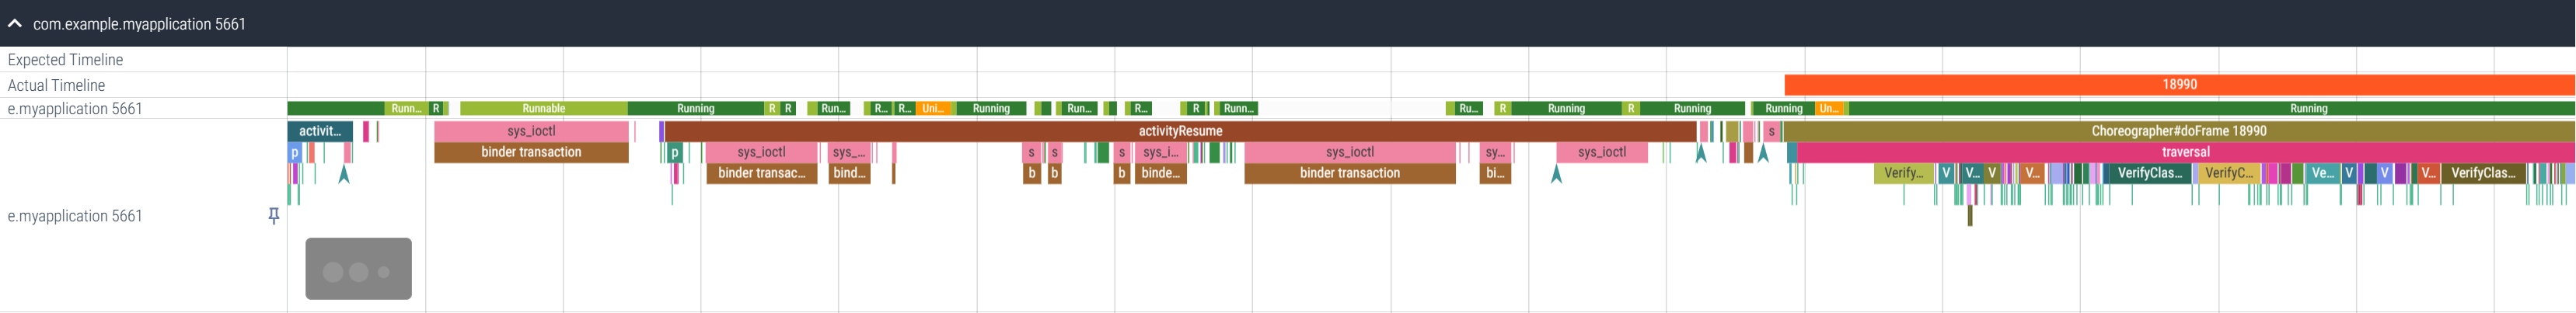 com.example.myapplication 5661
Expected Timeline
Actual Timeline 18990
e.myapplication 5661 Runn... R Runnable Running R R Run... R... R... Uni... Running Run... R... R Runn... Ru... R Running R Running Running Un... Running
activit... sys_ioctl activityResume s Choreographer#doFrame 18990
p binder transaction p sys_ioctl sys_... s s s sys_i... sys_ioctl sy... sys_ioctl traversal
binder transac... bind... b b b binde... binder transaction bi... Verify... V V... V V... VerifyClas... VerifyC... Ve... V V V... VerifyClas...
e.myapplication 5661